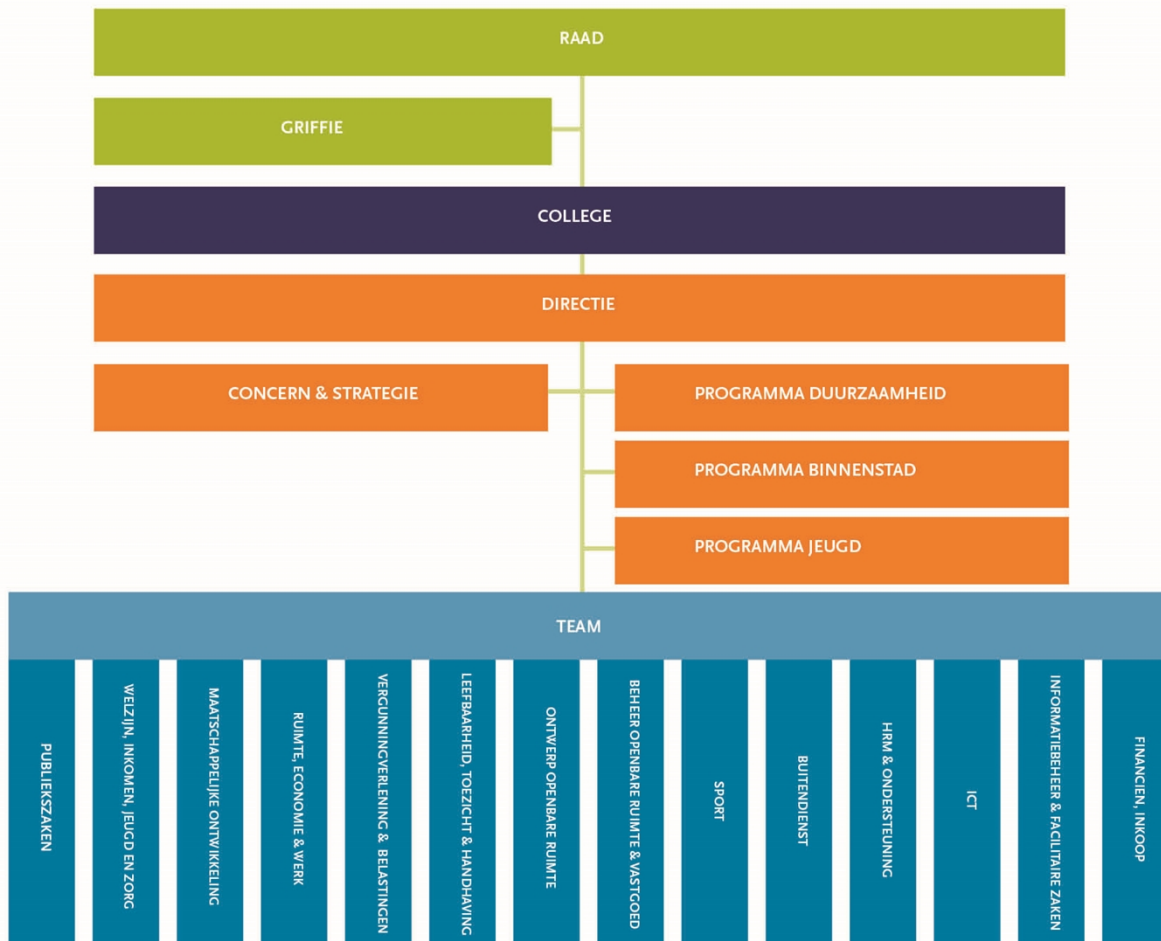 RAAD
GRIFFIE
COLLEGE
DIRECTIE
CONCERN & STRATEGIE
PROGRAMMA DUURZAAMHEID
PROGRAMMA BINNENSTAD
PROGRAMMA JEUGD
TEAM
PUBLIEKSZAKEN
WELZIJN, INKOMEN, JEUGD EN ZORG
MAATSCHAPPELIJKE ONTWIKKELING
RUIMTE, ECONOMIE & WERK
VERGUNNINGVERLENING & BELASTINGEN
LEEFBAARHEID, TOEZICHT & HANDHAVING
ONTWERP OPENBARE RUIMTE
BEHEER OPENBARE RUIMTE & VASTGOED
SPORT
BUITENDIENST
HRM & ONDERSTEUNING
ICT
INFORMATIEBEHEER & FACILITAIRE ZAKEN
FINANCIEN, INKOOP